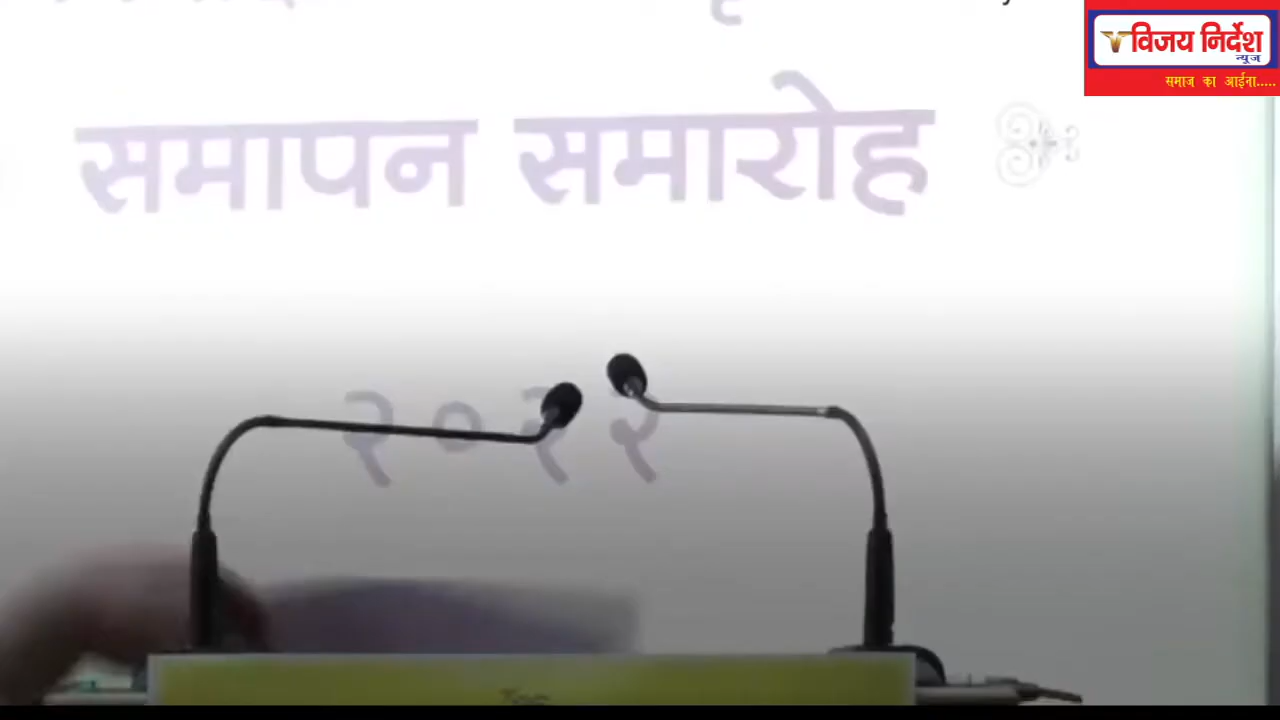 विजय निर्देश
न्यूज
समाज का आईना.....
समापन समारोह
२०२२